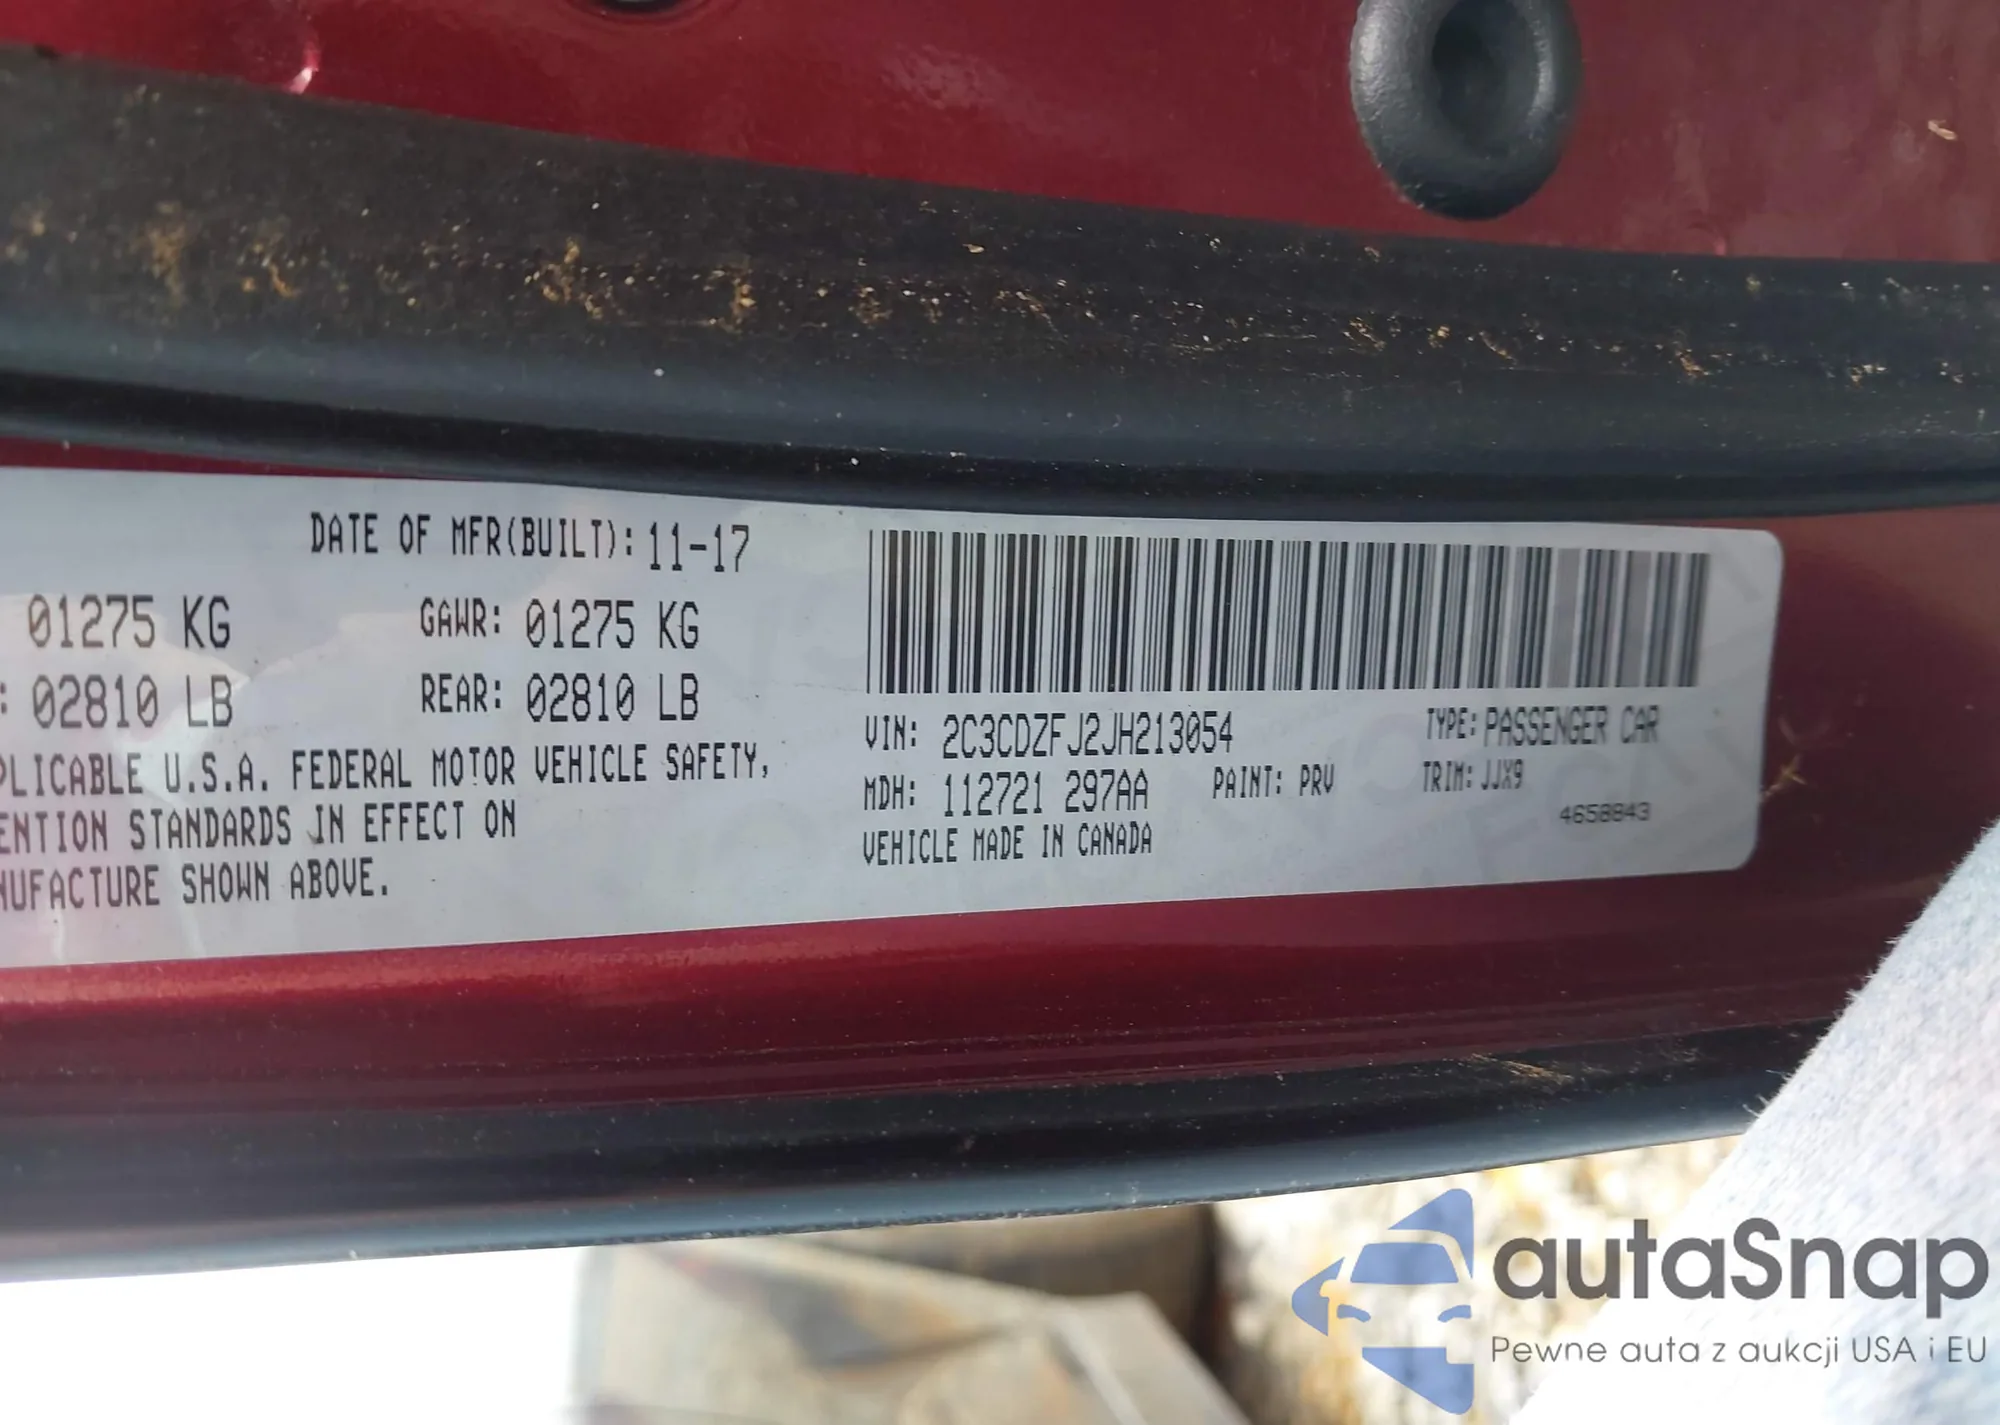 DATE OF MFR(BUILT): 11-17
01275 KG GAWR: 01275 KG
: 02810 LB REAR: 02810 LB
PLICABLE U.S.A. FEDERAL MOTOR VEHICLE SAFETY,
ENTION STANDARDS IN EFFECT ON
NUFACTURE SHOWN ABOVE.
VIN: 2C3CDZFJ2JH213054 TYPE: PASSENGER CAR
MDH: 112721 297AA PAINT: PRV TRIM: JJX9
4658843
VEHICLE MADE IN CANADA
autaSnap
Pewne auta z aukcji USA i EU